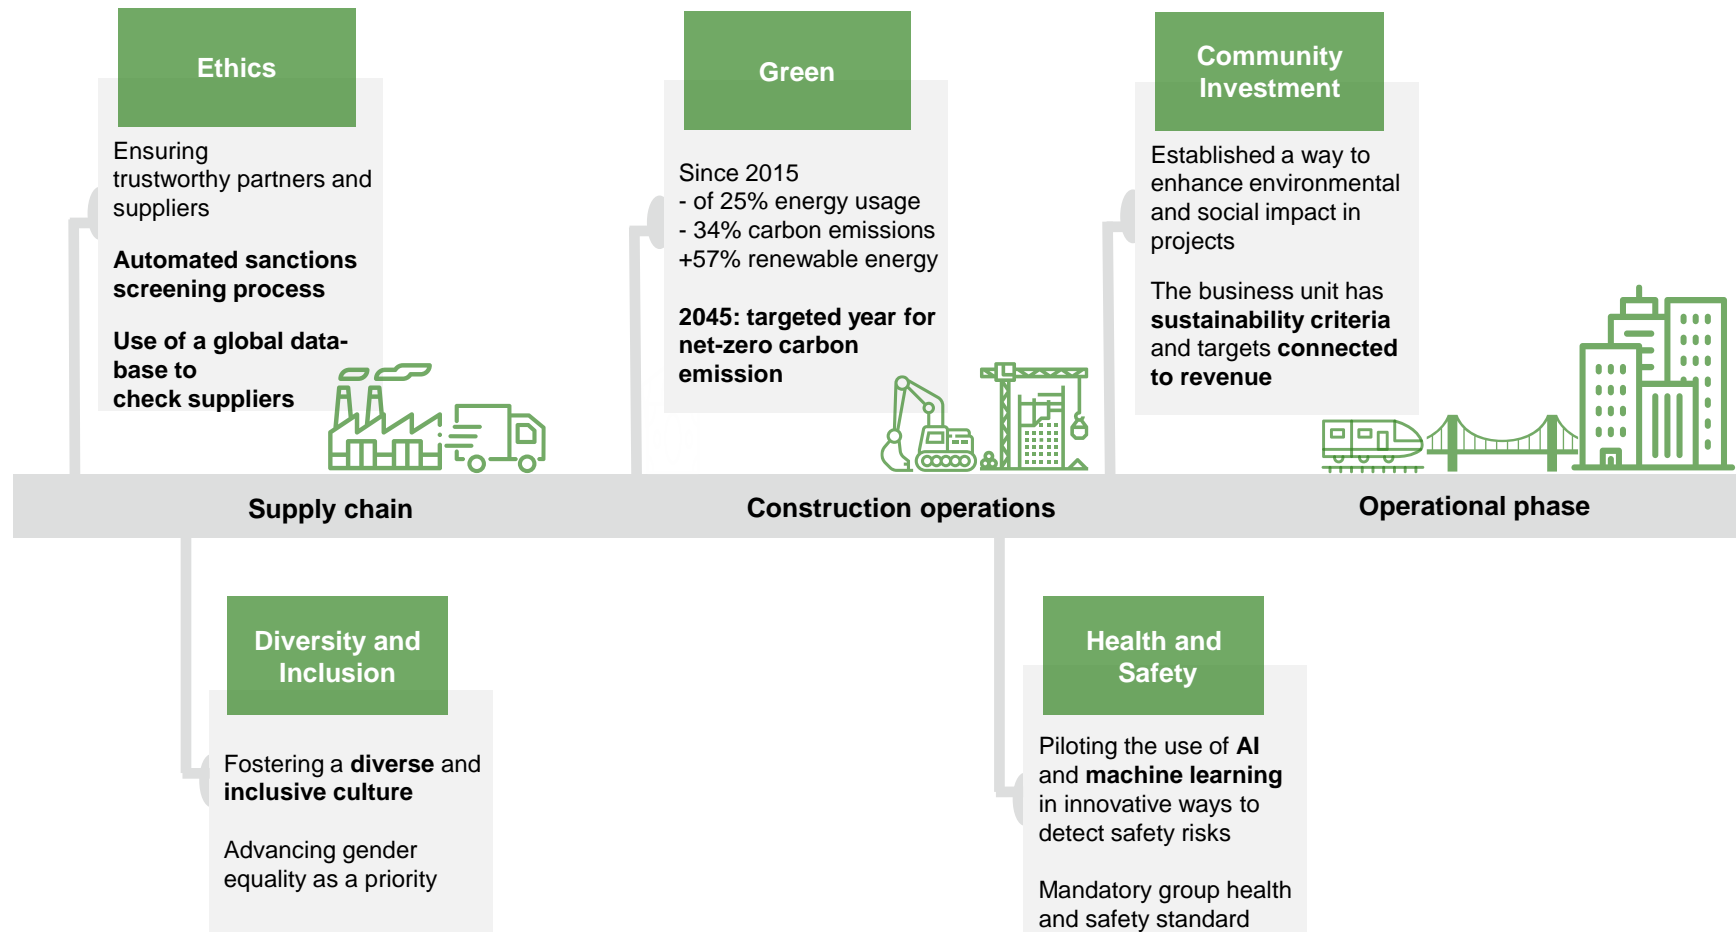 Ethics
Ensuring
trustworthy partners and
suppliers
Automated sanctions
screening process
Use of a global data-
base to
check suppliers
Green
Since 2015
- of 25% energy usage
- 34% carbon emissions
+57% renewable energy
2045: targeted year for
net-zero carbon
emission
Community
Investment
Established a way to
enhance environmental
and social impact in
projects
The business unit has
sustainability criteria
and targets connected
to revenue
Supply chain
Construction operations
Operational phase
Diversity and
Inclusion
Fostering a diverse and
inclusive culture
Advancing gender
equality as a priority
Health and
Safety
Piloting the use of AI
and machine learning
in innovative ways to
detect safety risks
Mandatory group health
and safety standard